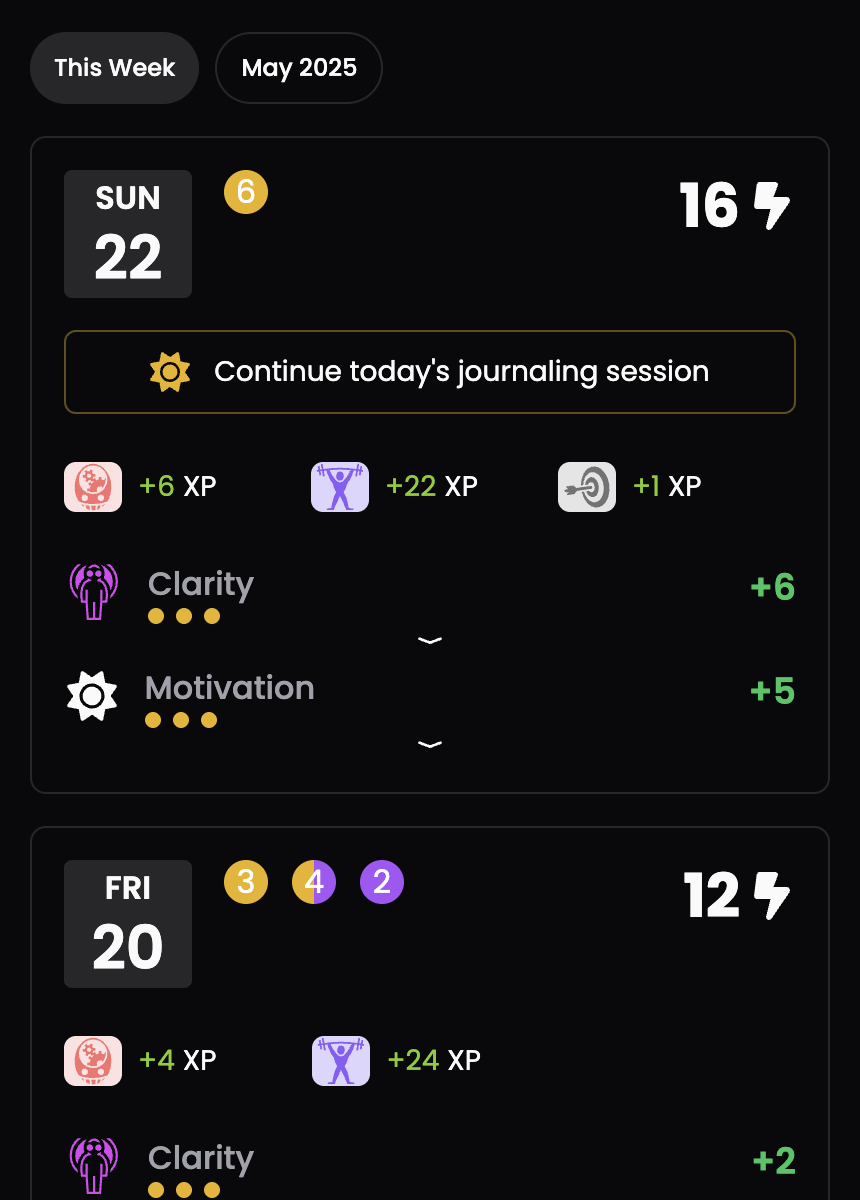 This Week
May 2025
SUN
22
6
16
Continue today's journaling session
+6 XP
+22 XP
+1 XP
Clarity
+6
Motivation
+5
FRI
20
3
4
2
12
+4 XP
+24 XP
Clarity
+2